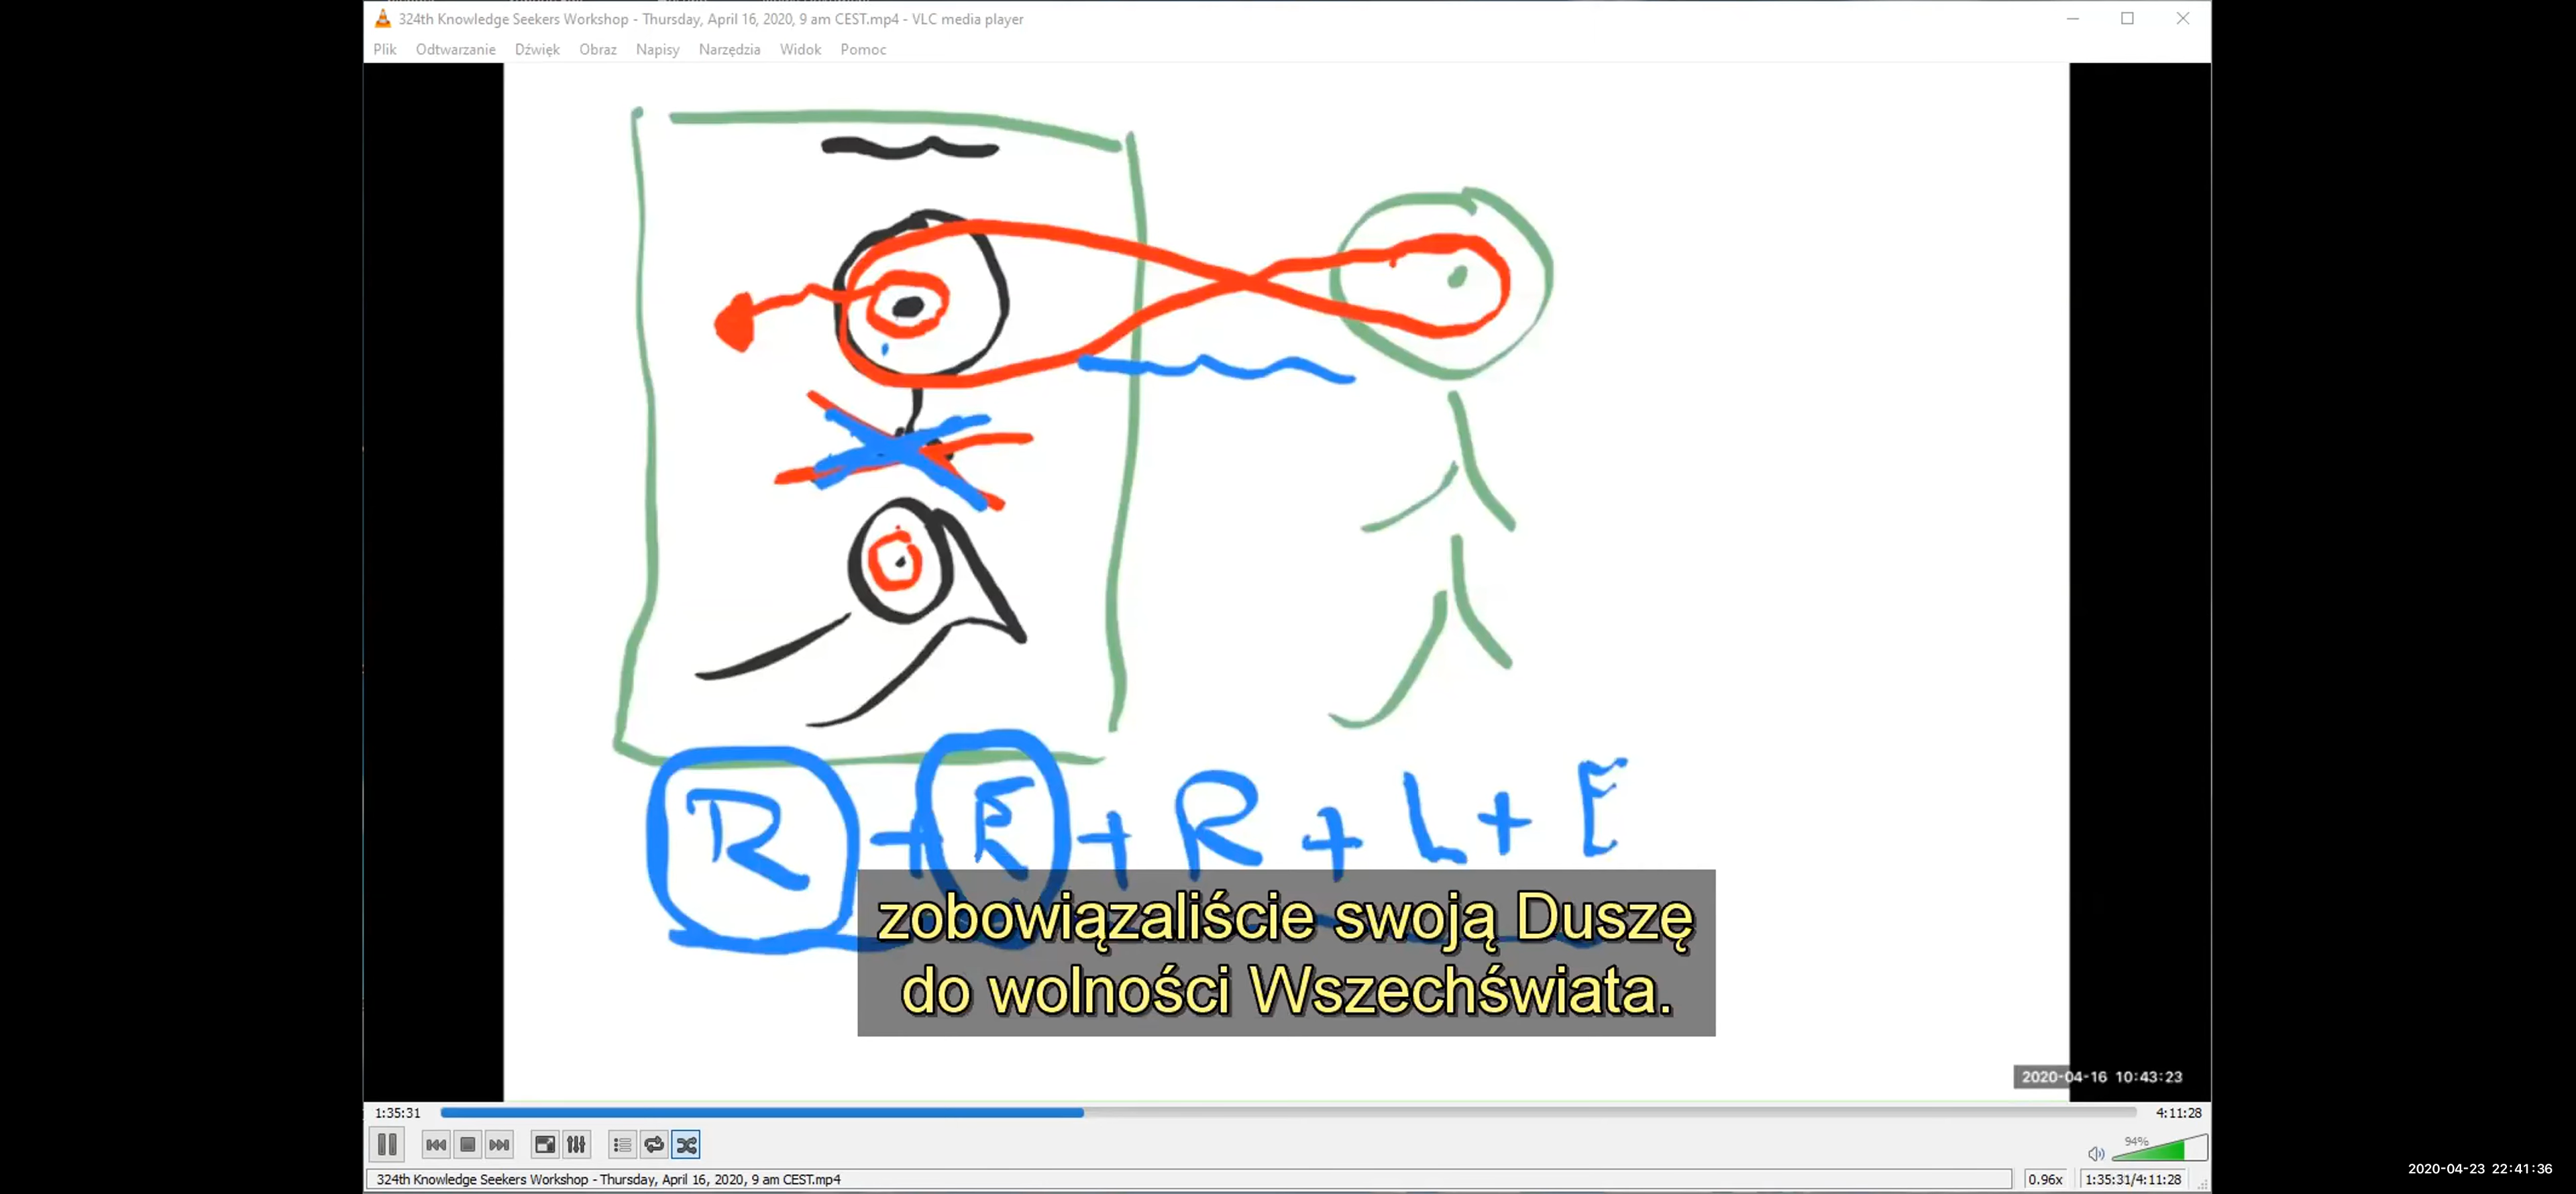 324th Knowledge Seekers Workshop - Thursday, April 16, 2020, 9 am CEST.mp4 - VLC media player
Plik Odtwarzanie Dźwięk Obraz Napisy Narzędzia Widok Pomoc
R + E + R + L + E
zobowiązaliście swoją Duszę
do wolności Wszechświata.
2020-04-16 10:43:23
1:35:31 4:11:28
94%
324th Knowledge Seekers Workshop - Thursday, April 16, 2020, 9 am CEST.mp4 0.96x 1:35:31/4:11:28
2020-04-23 22:41:36